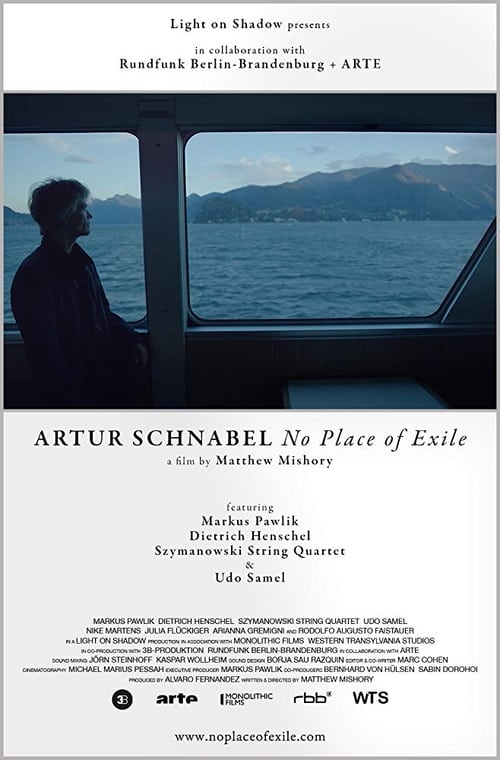 Light on Shadow presents
in collaboration with
Rundfunk Berlin-Brandenburg + ARTE
ARTUR SCHNABEL No Place of Exile
a film by Matthew Mishory
featuring
Markus Pawlik
Dietrich Henschel
Szymanowski String Quartet
&
Udo Samel
MARKUS PAWLIK DIETRICH HENSCHEL SZYMANOWSKI STRING QUARTET UDO SAMEL
NIKE MARTENS JULIA FLÜCKIGER ARIANNA GREMIGNI AND RODOLFO AUGUSTO FAISTAUER
IN A LIGHT ON SHADOW PRODUCTION IN ASSOCIATION WITH MONOLITHIC FILMS WESTERN TRANSYLVANIA STUDIOS
IN CO-PRODUCTION WITH 3B-PRODUKTION RUNDFUNK BERLIN-BRANDENBURG IN COLLABORATION WITH ARTE
SOUND MIXING JÖRN STEINHOFF KASPAR WOLLHEIM SOUND DESIGN BORJA SAU RAZQUIN EDITOR & CO-WRITER MARC COHEN
CINEMATOGRAPHY MICHAEL MARIUS PESSAH EXECUTIVE PRODUCER MARKUS PAWLIK CO-PRODUCERS BERNHARD VON HÜLSEN SABIN DOROHOI
PRODUCED BY ALVARO FERNANDEZ WRITTEN & DIRECTED BY MATTHEW MISHORY
3B arte MONOLITHIC FILMS rbb WTS
www.noplaceofexile.com